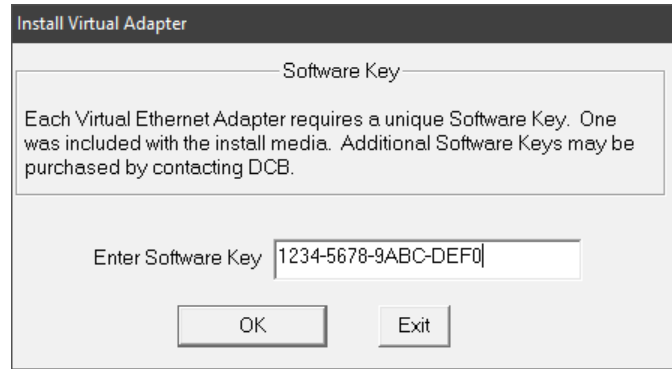 Install Virtual Adapter
Software Key
Each Virtual Ethernet Adapter requires a unique Software Key.  One
was included with the install media.  Additional Software Keys may be
purchased by contacting DCB.
Enter Software Key 1234-5678-9ABC-DEF0
OK Exit